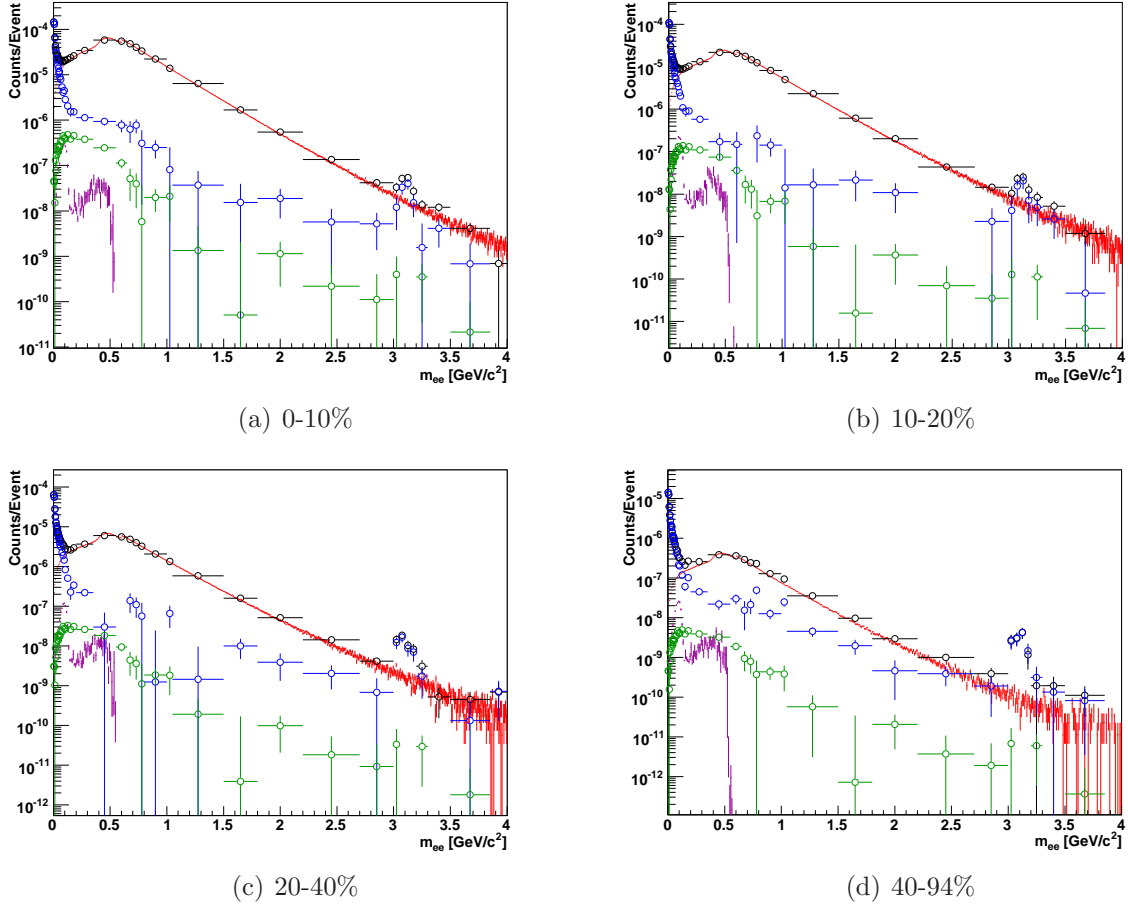 Counts/Event
10⁻⁴
10⁻⁵
10⁻⁶
10⁻⁷
10⁻⁸
10⁻⁹
10⁻¹⁰
10⁻¹¹
0 0.5 1 1.5 2 2.5 3 3.5 4
mₑₑ [GeV/c²]
(a) 0-10%
Counts/Event
10⁻⁴
10⁻⁵
10⁻⁶
10⁻⁷
10⁻⁸
10⁻⁹
10⁻¹⁰
10⁻¹¹
0 0.5 1 1.5 2 2.5 3 3.5 4
mₑₑ [GeV/c²]
(b) 10-20%
Counts/Event
10⁻⁴
10⁻⁵
10⁻⁶
10⁻⁷
10⁻⁸
10⁻⁹
10⁻¹⁰
10⁻¹¹
10⁻¹²
0 0.5 1 1.5 2 2.5 3 3.5 4
mₑₑ [GeV/c²]
(c) 20-40%
Counts/Event
10⁻⁵
10⁻⁶
10⁻⁷
10⁻⁸
10⁻⁹
10⁻¹⁰
10⁻¹¹
10⁻¹²
0 0.5 1 1.5 2 2.5 3 3.5 4
mₑₑ [GeV/c²]
(d) 40-94%